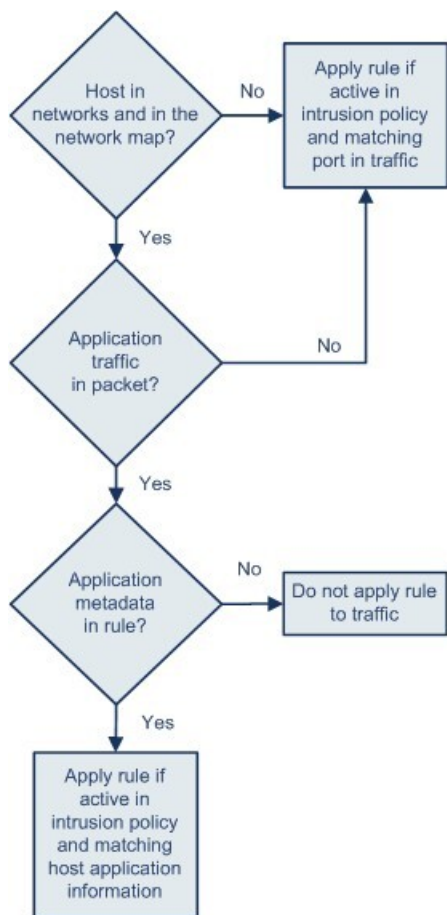 Host in
networks and in the
network map?
No
Apply rule if
active in
intrusion policy
and matching
port in traffic
Yes
Application
traffic
in packet?
No
Yes
Application
metadata
in rule?
No
Do not apply rule
to traffic
Yes
Apply rule if
active in
intrusion policy
and matching
host application
information